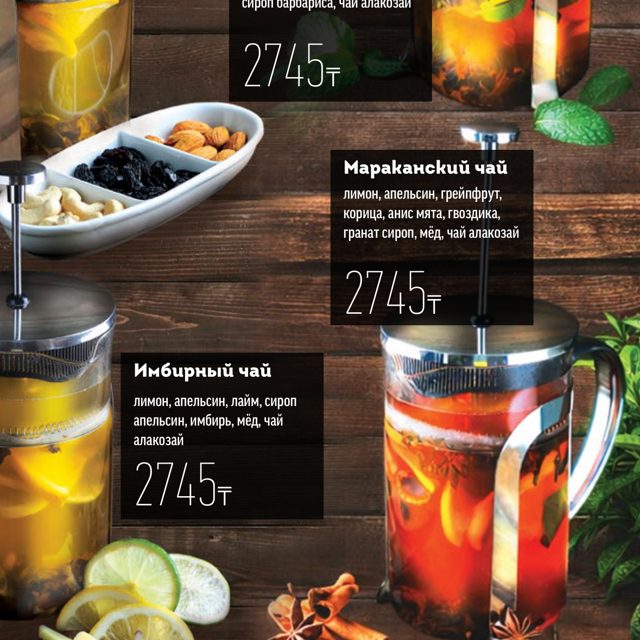 сироп барбариса, чай алакозай
2745₸
Мараканский чай
лимон, апельсин, грейпфрут,
корица, анис мята, гвоздика,
гранат сироп, мёд, чай алакозай
2745₸
Имбирный чай
лимон, апельсин, лайм, сироп
апельсин, имбирь, мёд, чай
алакозай
2745₸